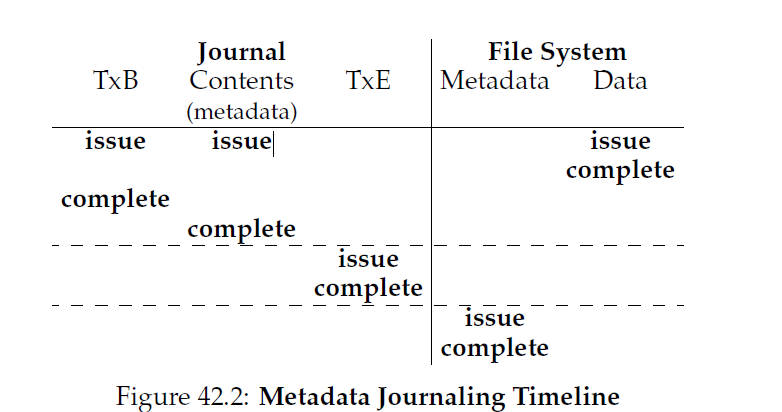 Journal File System
TxB Contents TxE Metadata Data
(metadata)
issue issue issue
complete
complete
complete
issue
complete
issue
complete
Figure 42.2: Metadata Journaling Timeline